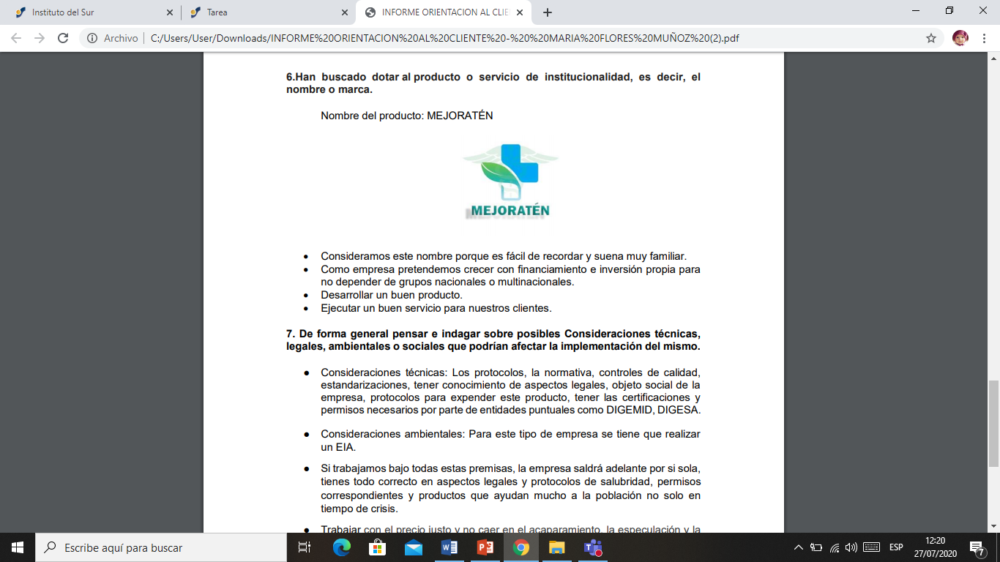 Instituto del Sur
Tarea
INFORME ORIENTACION AL CLIE
Archivo
C:/Users/User/Downloads/INFORME%20ORIENTACION%20AL%20CLIENTE%20-%20%20MARIA%20FLORES%20MUÑOZ%20(2).pdf
6.Han buscado dotar al producto o servicio de institucionalidad, es decir, el
nombre o marca.
Nombre del producto: MEJORATÉN
MEJORATÉN
• Consideramos este nombre porque es fácil de recordar y suena muy familiar.
• Como empresa pretendemos crecer con financiamiento e inversión propia para
no depender de grupos nacionales o multinacionales.
• Desarrollar un buen producto.
• Ejecutar un buen servicio para nuestros clientes.
7. De forma general pensar e indagar sobre posibles Consideraciones técnicas,
legales, ambientales o sociales que podrían afectar la implementación del mismo.
● Consideraciones técnicas: Los protocolos, la normativa, controles de calidad,
estandarizaciones, tener conocimiento de aspectos legales, objeto social de la
empresa, protocolos para expender este producto, tener las certificaciones y
permisos necesarios por parte de entidades puntuales como DIGEMID, DIGESA.
● Consideraciones ambientales: Para este tipo de empresa se tiene que realizar
un EIA.
● Si trabajamos bajo todas estas premisas, la empresa saldrá adelante por si sola,
tienes todo correcto en aspectos legales y protocolos de salubridad, permisos
correspondientes y productos que ayudan mucho a la población no solo en
tiempo de crisis.
● Trabajar con el precio justo y no caer en el acaparamiento, la especulación y la
Escribe aquí para buscar
ESP
12:20
27/07/2020
7